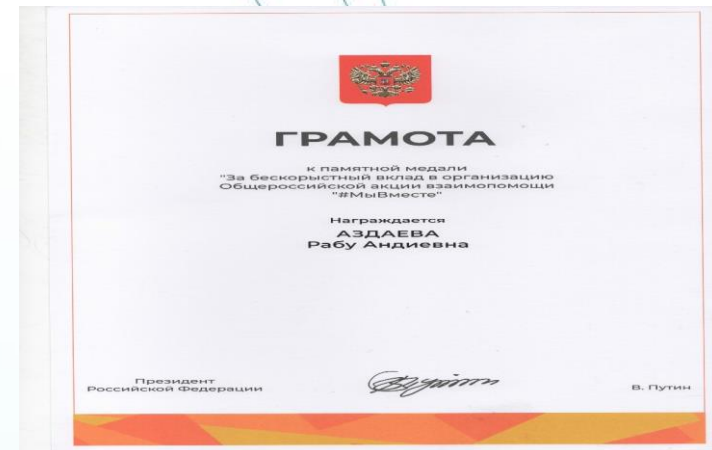 ГРАМОТА
к памятной медали
"За бескорыстный вклад в организацию
Общероссийской акции взаимопомощи
"#МыВместе"
Награждается
АЗДАЕВА
Рабу Андиевна
Президент
Российской Федерации
В. Путин